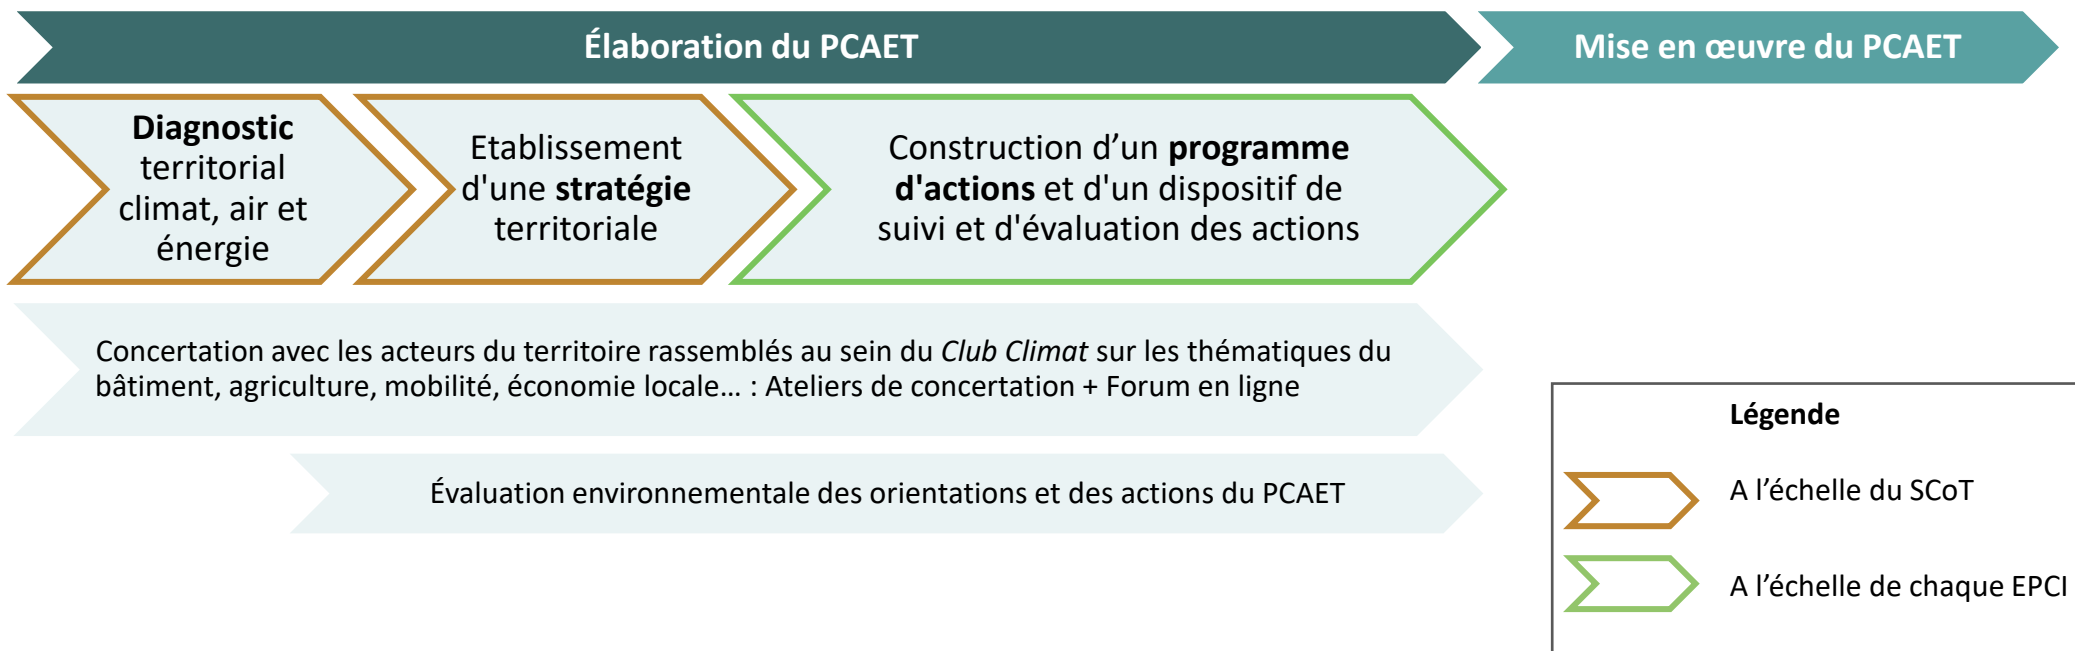 Élaboration du PCAET
Mise en œuvre du PCAET
Diagnostic
territorial
climat, air et
énergie
Etablissement
d'une stratégie
territoriale
Construction d’un programme
d'actions et d'un dispositif de
suivi et d'évaluation des actions
Concertation avec les acteurs du territoire rassemblés au sein du Club Climat sur les thématiques du
bâtiment, agriculture, mobilité, économie locale… : Ateliers de concertation + Forum en ligne
Évaluation environnementale des orientations et des actions du PCAET
Légende
A l’échelle du SCoT
A l’échelle de chaque EPCI